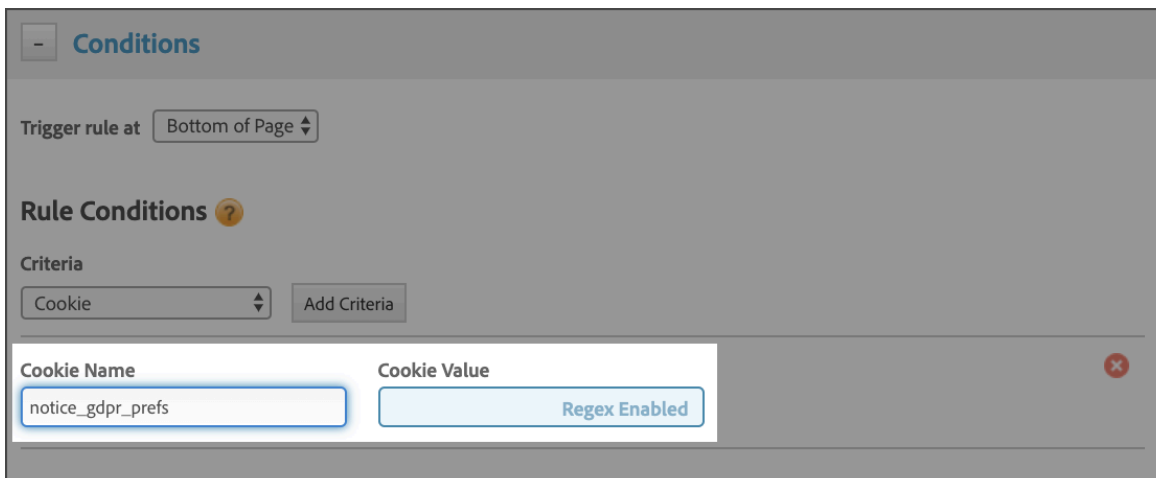 - Conditions
Trigger rule at Bottom of Page
Rule Conditions ?
Criteria
Cookie Add Criteria
Cookie Name Cookie Value
notice_gdpr_prefs Regex Enabled